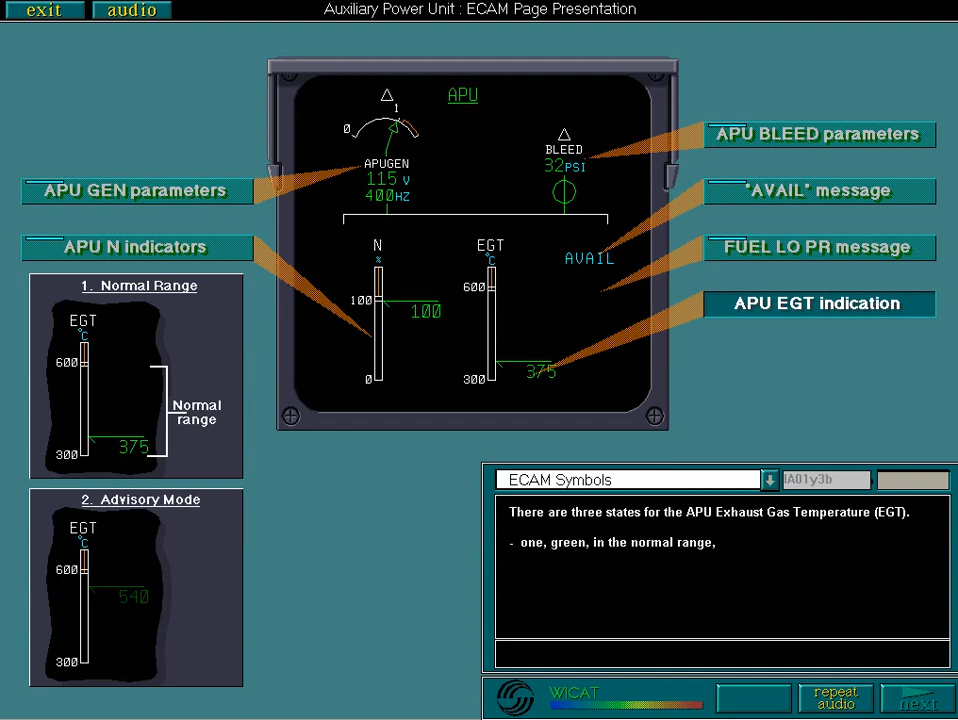 exit
audio
Auxiliary Power Unit : ECAM Page Presentation
APU
0
1
APUGEN
115 V
400HZ
BLEED
32PSI
N
%
100
100
0
EGT
°C
600
375
300
AVAIL
APU GEN parameters
APU N indicators
APU BLEED parameters
"AVAIL" message
FUEL LO PR message
APU EGT indication
1. Normal Range
EGT
°C
600
375
300
Normal
range
2. Advisory Mode
EGT
°C
600
540
300
ECAM Symbols
IA01y3b
There are three states for the APU Exhaust Gas Temperature (EGT).
- one, green, in the normal range,
WICAT
repeat
audio
next